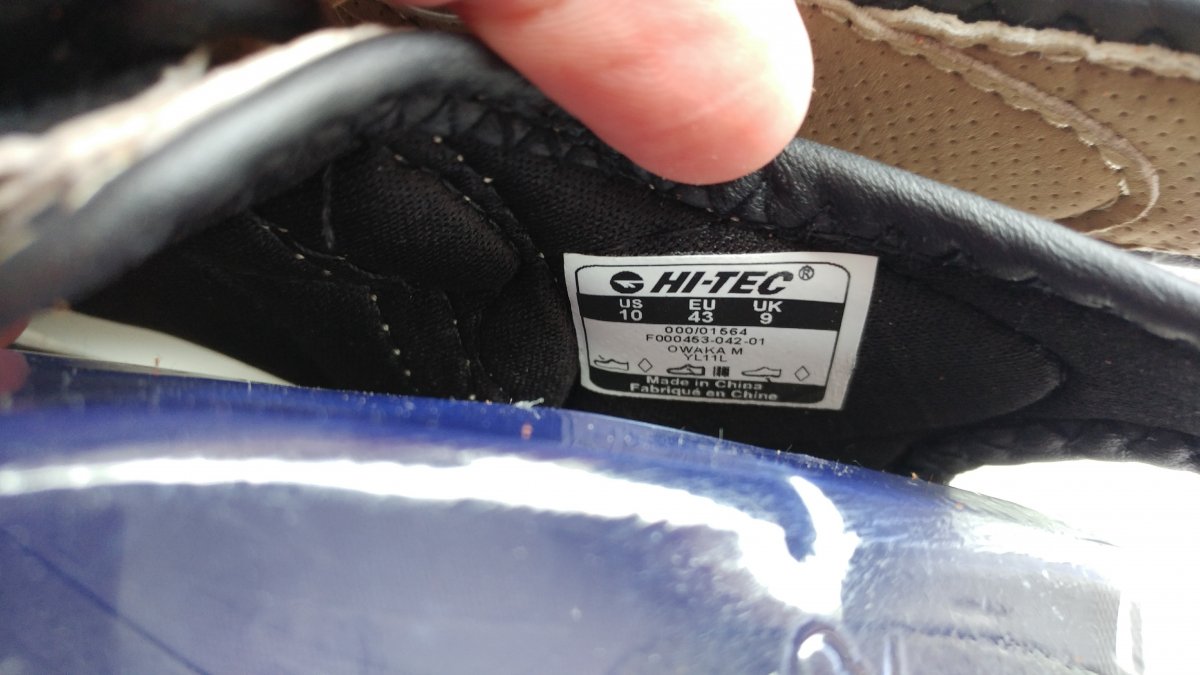 HI-TEC®
US EU UK
10 43 9
000/01564
F000453-042-01
OWAKA M
YL11L
Made in China
Fabriqué en Chine